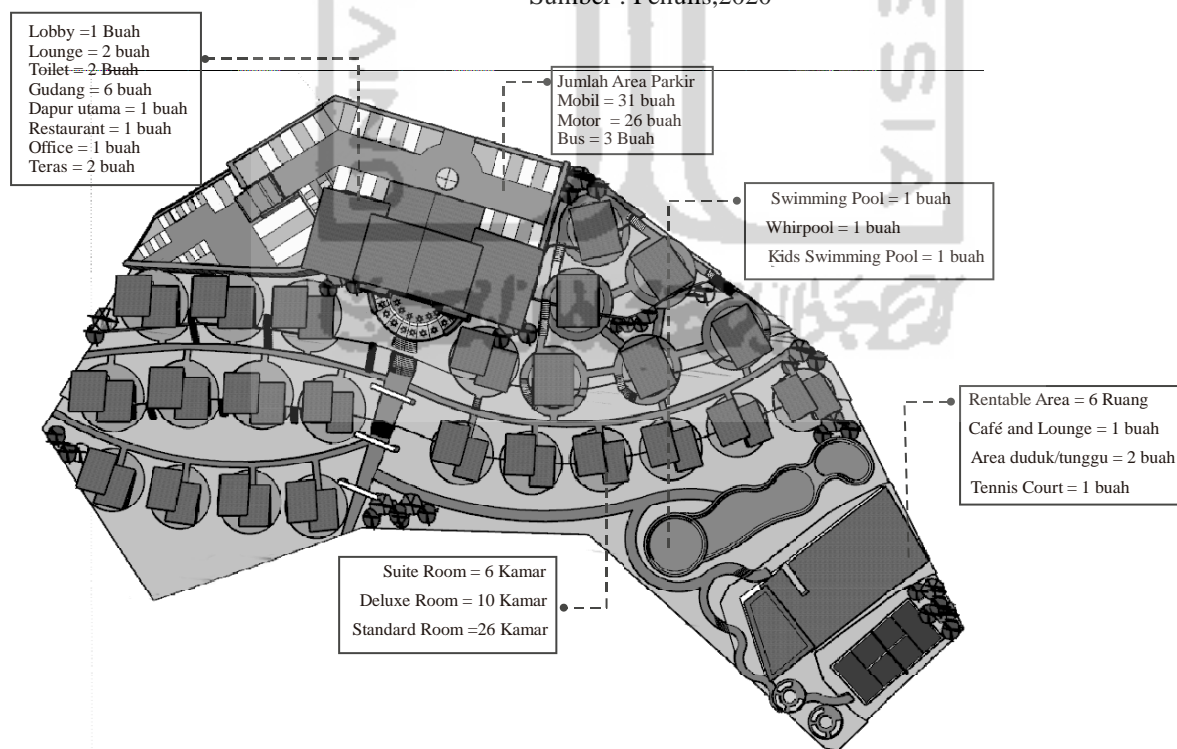 Sumber : Penulis,2020
Lobby =1 Buah
Lounge = 2 buah
Toilet = 2 Buah
Gudang = 6 buah
Dapur utama = 1 buah
Restaurant = 1 buah
Office = 1 buah
Teras = 2 buah
Jumlah Area Parkir
Mobil = 31 buah
Motor = 26 buah
Bus = 3 Buah
Swimming Pool = 1 buah
Whirpool = 1 buah
Kids Swimming Pool = 1 buah
Rentable Area = 6 Ruang
Café and Lounge = 1 buah
Area duduk/tunggu = 2 buah
Tennis Court = 1 buah
Suite Room = 6 Kamar
Deluxe Room = 10 Kamar
Standard Room =26 Kamar